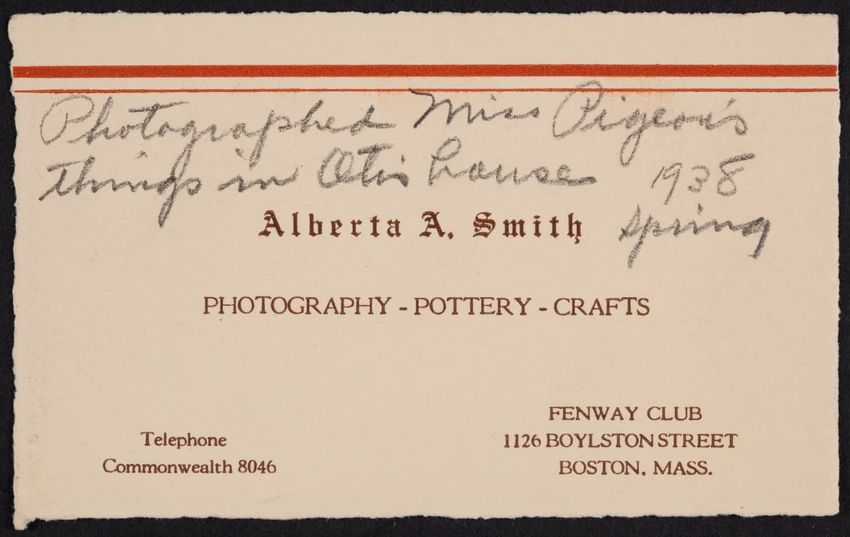 Photographed Miss Pigeon's
things in Otis house 1938
spring
Alberta A. Smith
PHOTOGRAPHY - POTTERY - CRAFTS
Telephone
Commonwealth 8046
FENWAY CLUB
1126 BOYLSTON STREET
BOSTON, MASS.